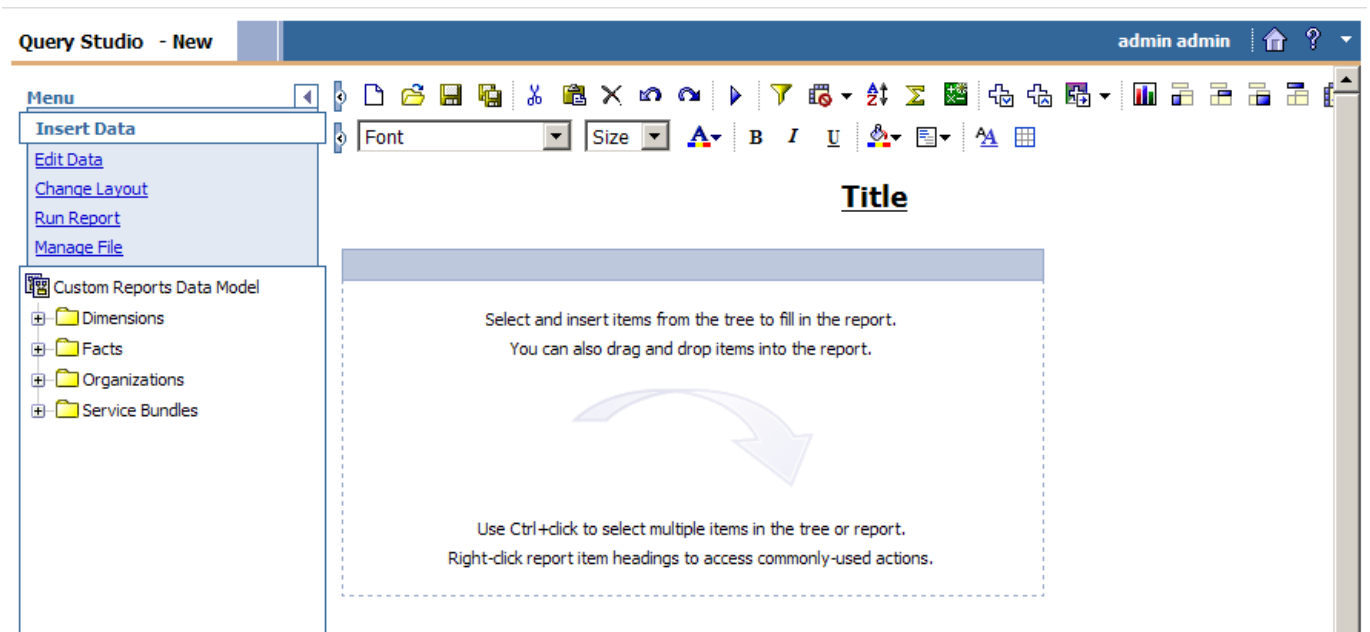 Query Studio - New
admin admin
Menu
Insert Data
Edit Data
Change Layout
Run Report
Manage File
Custom Reports Data Model
Dimensions
Facts
Organizations
Service Bundles
Font
Size
A
B I U
AA
Title
Select and insert items from the tree to fill in the report.
You can also drag and drop items into the report.
Use Ctrl+click to select multiple items in the tree or report.
Right-click report item headings to access commonly-used actions.